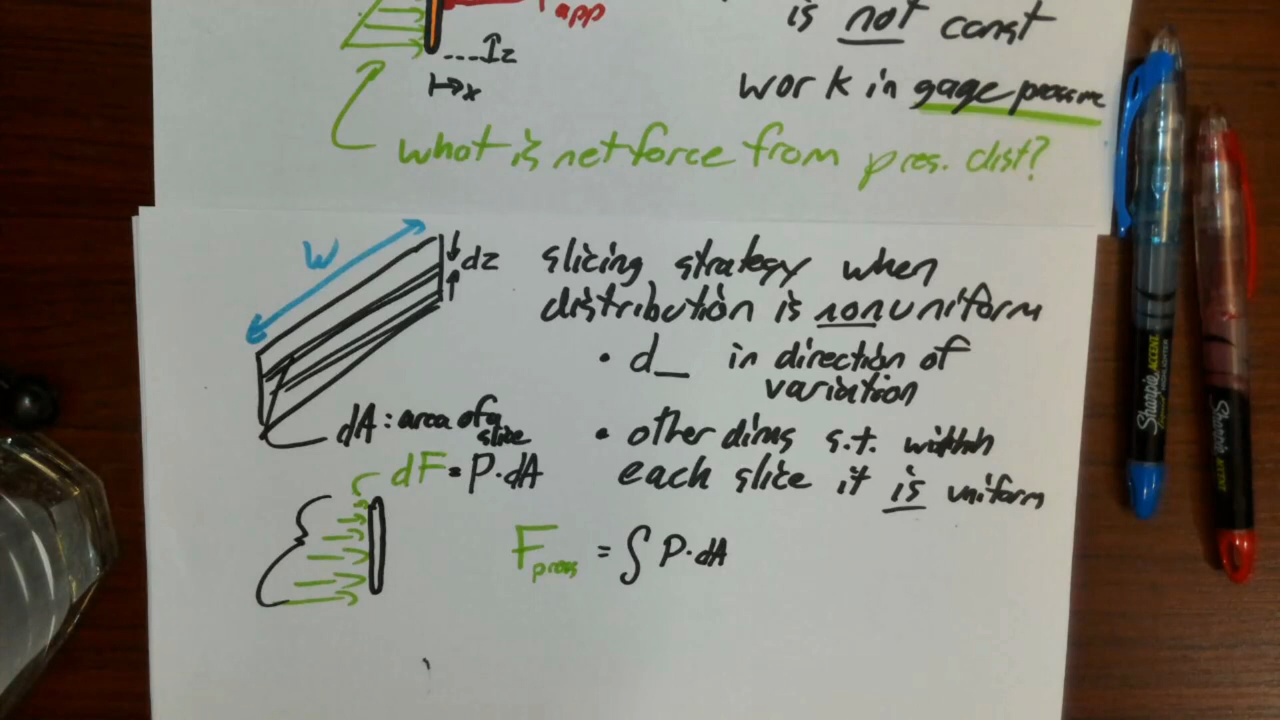 F app
is not const
z
x
work in gage pressure
what is net force from pres. dist?
W
dz
slicing strategy when
distribution is nonuniform
• d_ in direction of
variation
dA: area of a
slice
• other dims s.t. within
each slice it is uniform
dF = P·dA
F press = ∫ P·dA
Sharpie ACCENT
HIGHLIGHTER
Sharpie ACCENT